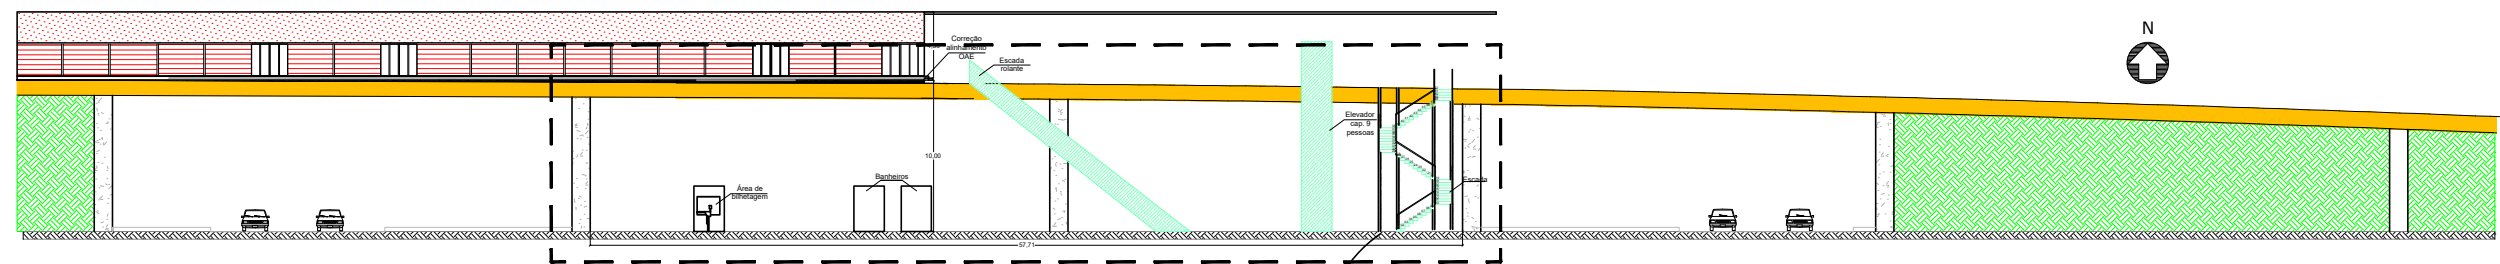 N
Correção
alinhamento
OAE
Escada
rolante
Elevador
cap. 9
pessoas
10,00
Banheiros
Área de
bilhetagem
Escada
57,71